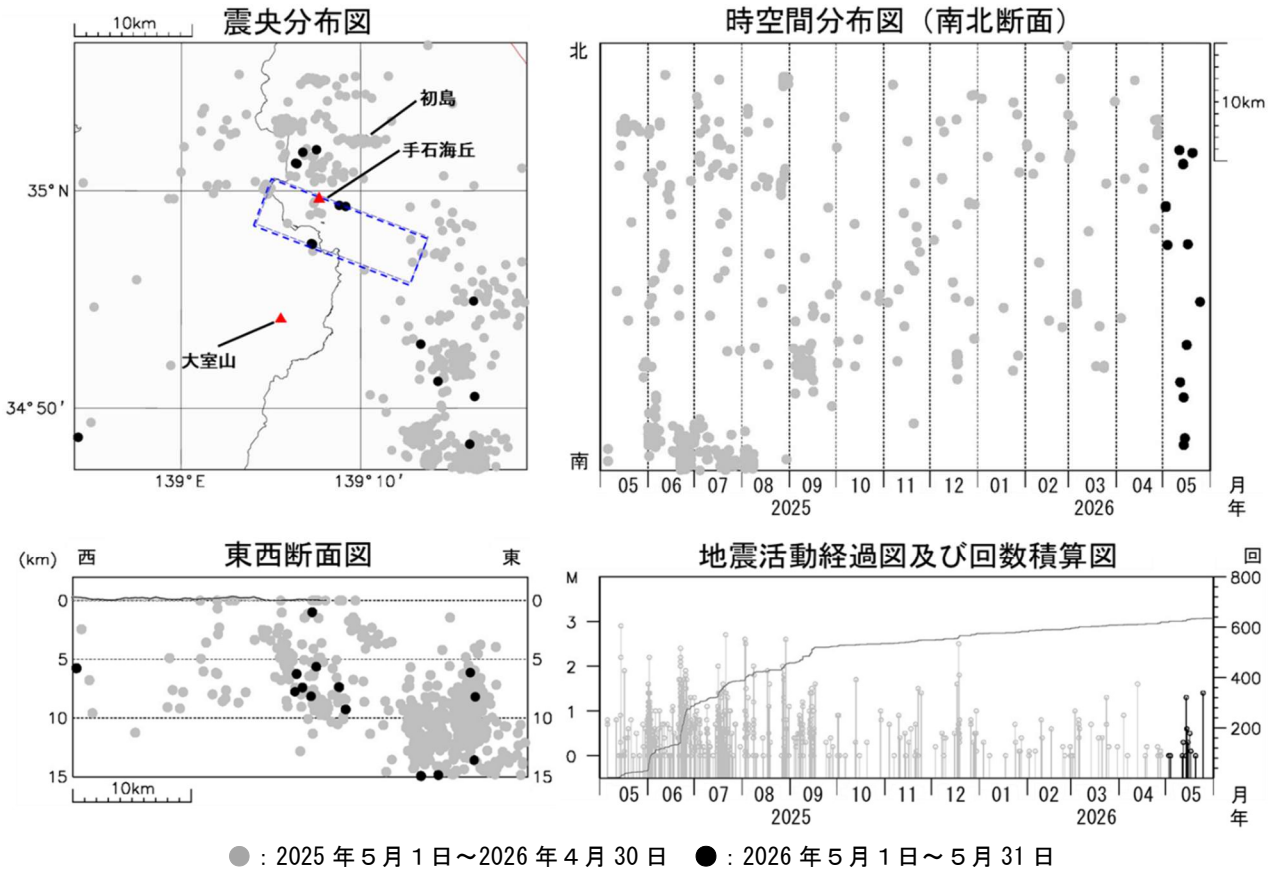 震央分布図
10km
初島
手石海丘
大室山
35°N
34°50′
139°E
139°10′
時空間分布図（南北断面）
北
南
10km
05 06 07 08 09 10 11 12 01 02 03 04 05 月
2025 2026 年
東西断面図
(km) 西 東
0 0
5 5
10 10
15 15
10km
地震活動経過図及び回数積算図
M 回
3
2
1
0
800
600
400
200
05 06 07 08 09 10 11 12 01 02 03 04 05 月
2025 2026 年
●：2025年５月１日～2026年４月30日 ●：2026年５月１日～５月31日